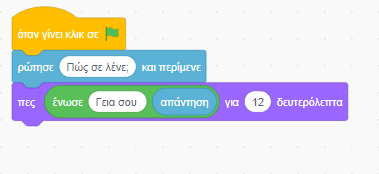 όταν γίνει κλικ σε
ρώτησε Πώς σε λένε; και περίμενε
πες ένωσε Γεια σου απάντηση για 12 δευτερόλεπτα